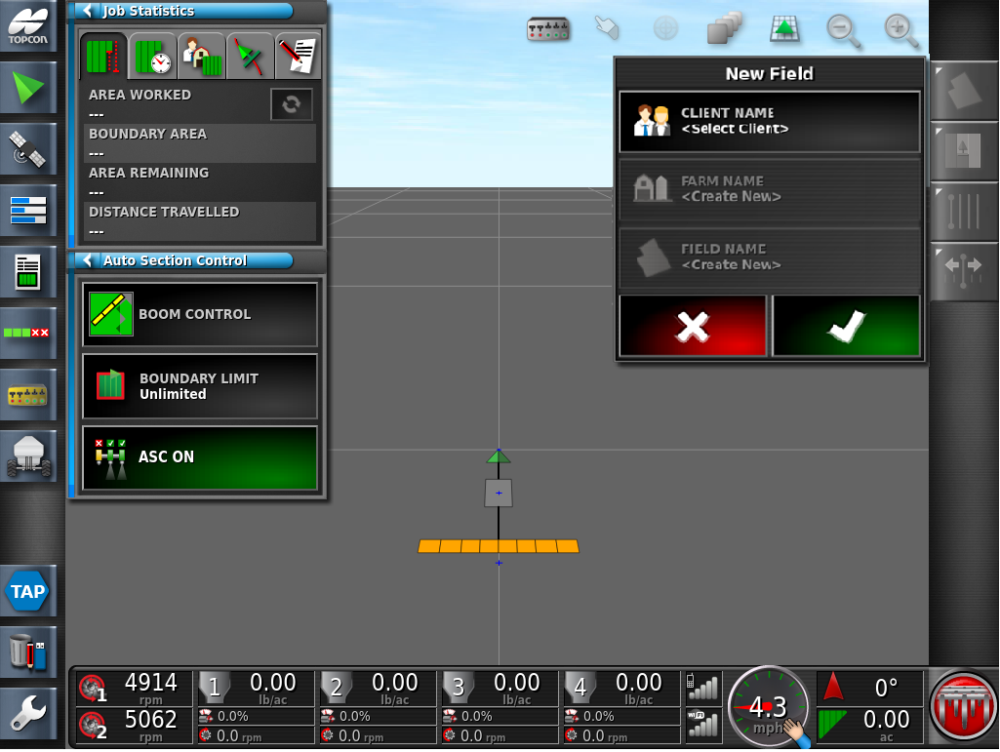 TOPCON
Job Statistics
AREA WORKED
---
BOUNDARY AREA
---
AREA REMAINING
---
DISTANCE TRAVELLED
---
Auto Section Control
BOOM CONTROL
BOUNDARY LIMIT
Unlimited
ASC ON
New Field
CLIENT NAME
<Select Client>
FARM NAME
<Create New>
FIELD NAME
<Create New>
TAP
1 4914
rpm
2 5062
rpm
1 0.00
lb/ac
0.0%
0.0 rpm
2 0.00
lb/ac
0.0%
0.0 rpm
3 0.00
lb/ac
0.0%
0.0 rpm
4 0.00
lb/ac
0.0%
0.0 rpm
WiFi
4.3
mph
0°
0.00
ac